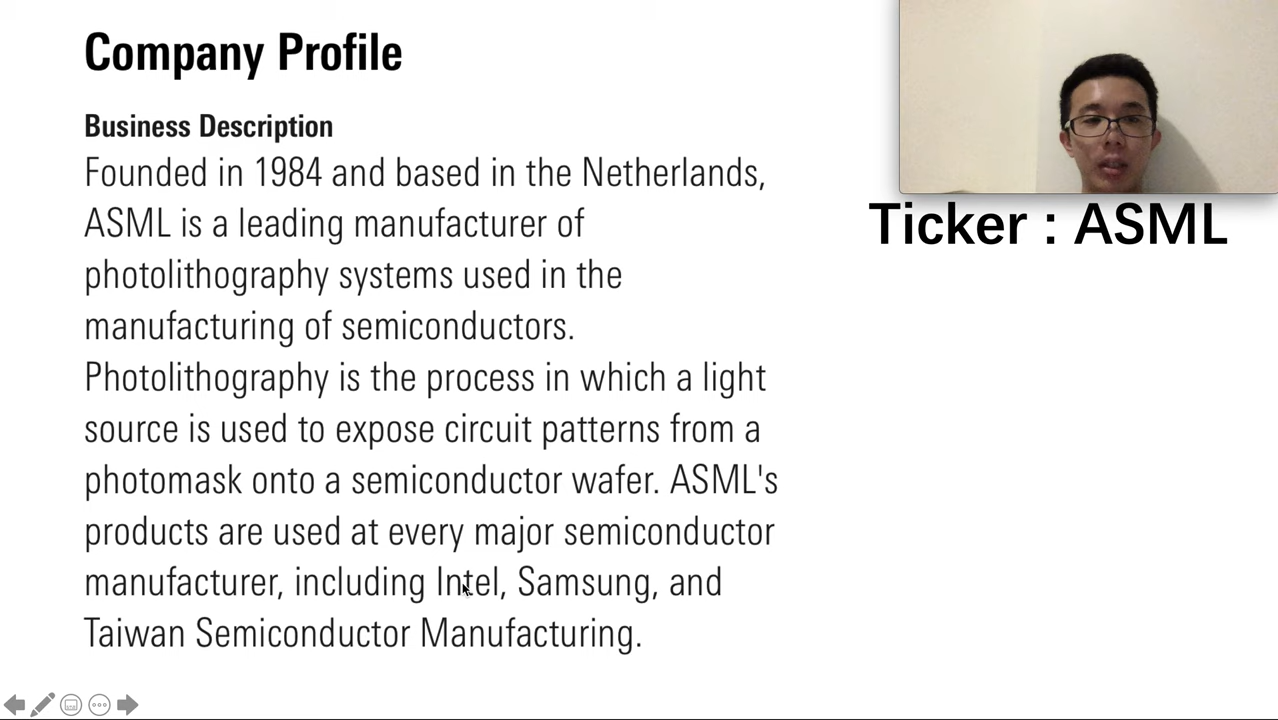 Company Profile
Business Description
Founded in 1984 and based in the Netherlands,
ASML is a leading manufacturer of
photolithography systems used in the
manufacturing of semiconductors.
Photolithography is the process in which a light
source is used to expose circuit patterns from a
photomask onto a semiconductor wafer. ASML's
products are used at every major semiconductor
manufacturer, including Intel, Samsung, and
Taiwan Semiconductor Manufacturing.
Ticker : ASML